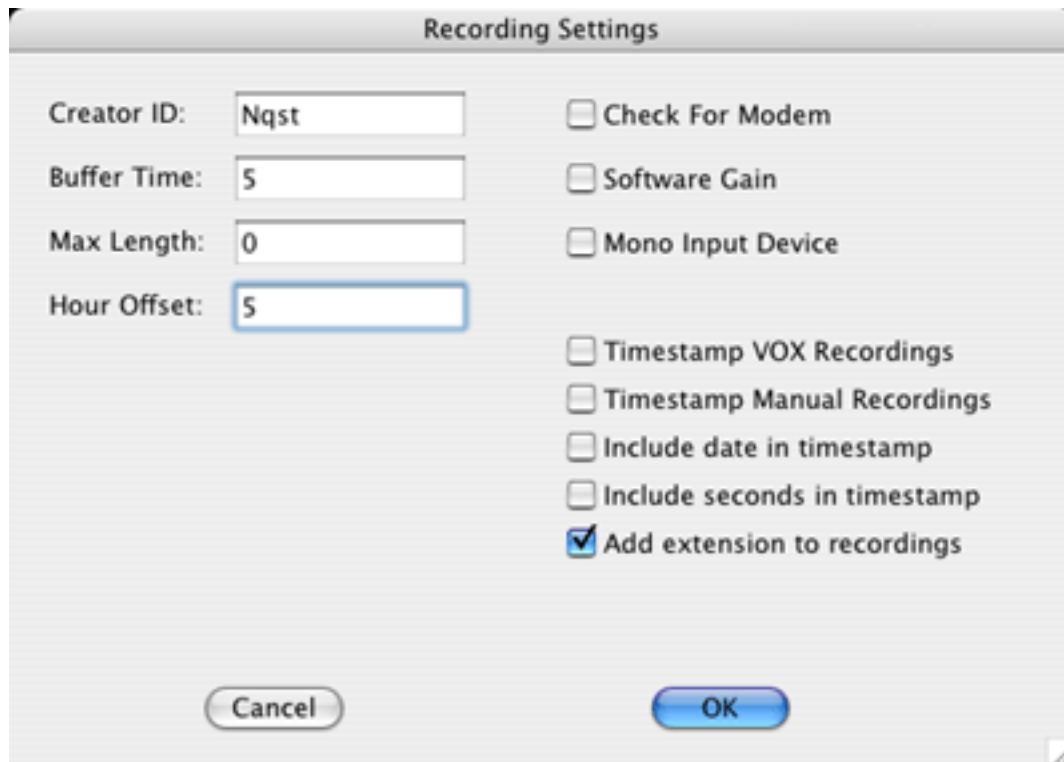 Recording Settings
Creator ID: Nqst
Buffer Time: 5
Max Length: 0
Hour Offset: 5
Check For Modem
Software Gain
Mono Input Device
Timestamp VOX Recordings
Timestamp Manual Recordings
Include date in timestamp
Include seconds in timestamp
Add extension to recordings
Cancel
OK